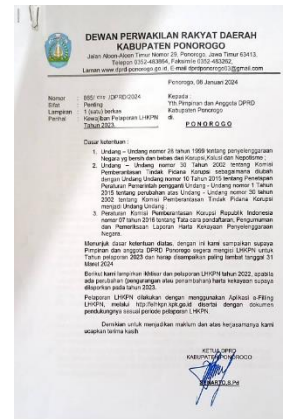 DEWAN PERWAKILAN RAKYAT DAERAH
KABUPATEN PONOROGO
Jalan Aloon-Aloon Timur Nomor 29, Ponorogo, Jawa Timur 63413,
Telepon 0352-483864, Faksimile 0352-483262,
Laman www.dprd-ponorogo.go.id, E-mail dprdponorogo03@gmail.com
Ponorogo, 08 Januari 2024
Nomor : /DPRD/2024
Sifat : Penting
Lampiran : 1 (satu) berkas
Perihal : Kewajiban Pelaporan LHKPN
Tahun 2023.
Kepada :
Yth Pimpinan dan Anggota DPRD
Kabupaten Ponorogo
di.
PONOROGO
Dasar ketentuan :
1. Undang – Undang nomor 28 tahun 1999 tentang penyelenggaraan
Negara yg bersih dan bebas dari Korupsi, Kolusi dan Nepotisme ;
2. Undang – Undang nomor 30 Tahun 2002 tentang Komisi
Pemberantasan Tindak Pidana Korupsi sebagaimana diubah
dengan Undang Undang nomor 10 Tahun 2015 tentang Penetapan
Peraturan Pemerintah pengganti Undang – Undang nomor 1 Tahun
2015 tentang perubahan atas Undang – Undang nomor 30 tahun
2002 tentang Komisi Pemberantasan Tindak Pidana Korupsi
menjadi Undang Undang ;
3. Peraturan Komisi Pemberantasan Korupsi Republik Indonesia
nomor 07 tahun 2016 tentang Tata cara pendaftaran, Pengumuman
dan Pemeriksaan Laporan Harta Kekayaan Penyelenggaraan
Negara.
Menunjuk dasar ketentuan diatas, dengan ini kami sampaikan supaya
Pimpinan dan anggota DPRD Ponorogo segera mengisi LHKPN untuk
Tahun pelaporan 2023 dan harap disampaikan paling lambat tanggal 31
Maret 2024
Berikut kami lampirkan ikhtisar dan pelaporan LHKPN tahun 2022, apabila
ada perubahan (pengurangan atau penambahan) harta kekayaan supaya
dilaporkan pada tahun 2023.
Pelaporan LHKPN dilakukan dengan menggunakan Aplikasi e-Filing
LHKPN, melalui http://elhkpn.kpk.go.id disertai dengan dokumen
pendukungnya sesuai periode pelaporan LHKPN.
Demikian untuk menjadikan maklum dan atas kerjasamanya kami
ucapkan terima kasih
KETUA DPRD
KABUPATEN PONOROGO
SUNARTO, S.Pd